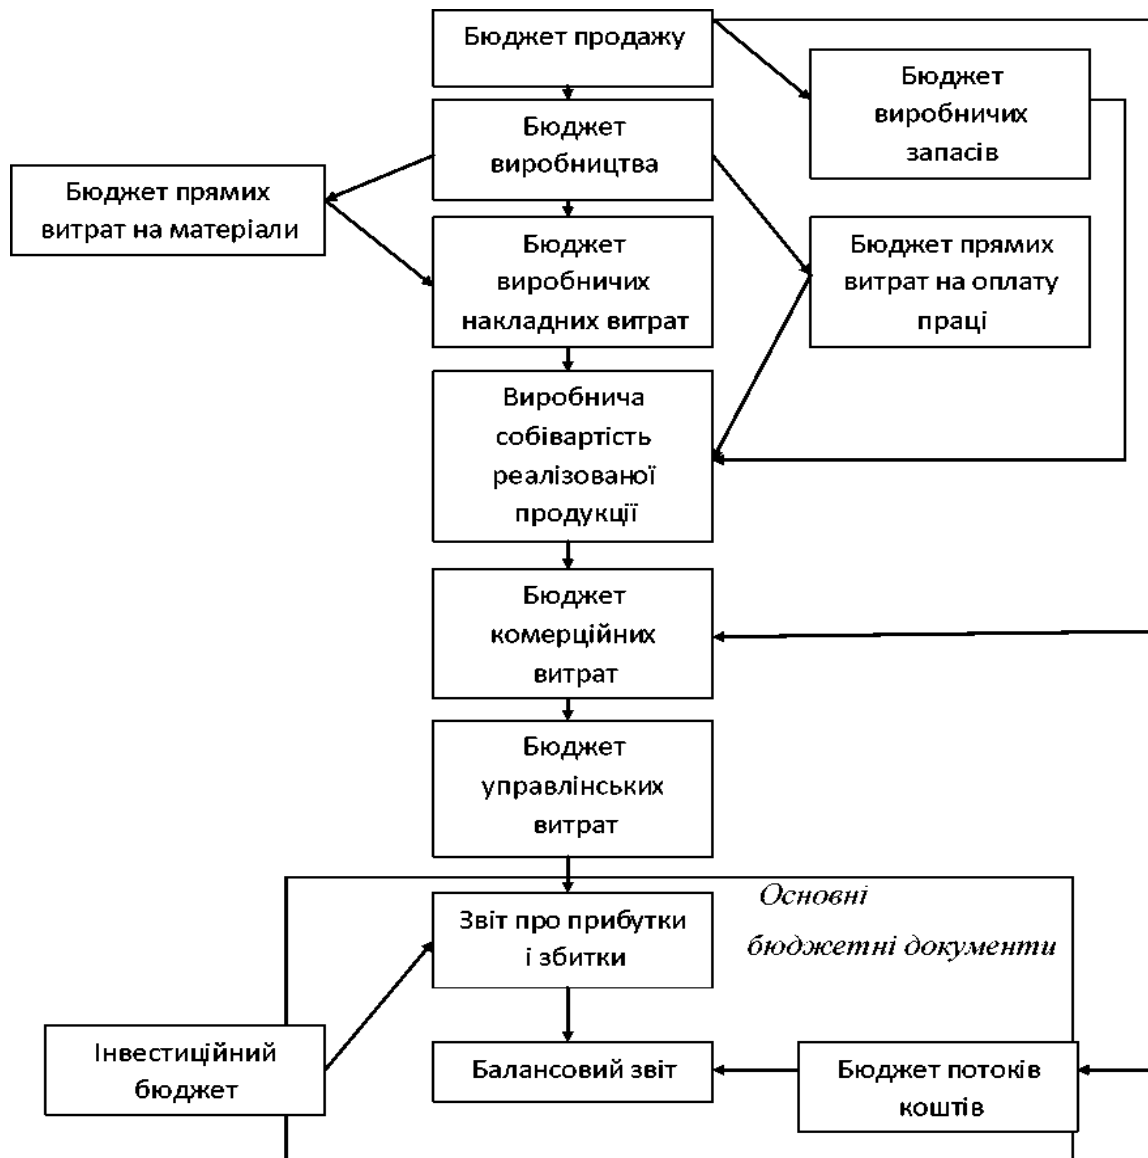 Бюджет продажу
Бюджет
виробничих
запасів
Бюджет
виробництва
Бюджет прямих
витрат на матеріали
Бюджет
виробничих
накладних витрат
Бюджет прямих
витрат на оплату
праці
Виробнича
собівартість
реалізованої
продукції
Бюджет
комерційних
витрат
Бюджет
управлінських
витрат
Основні
бюджетні документи
Звіт про прибутки
і збитки
Інвестиційний
бюджет
Балансовий звіт
Бюджет потоків
коштів